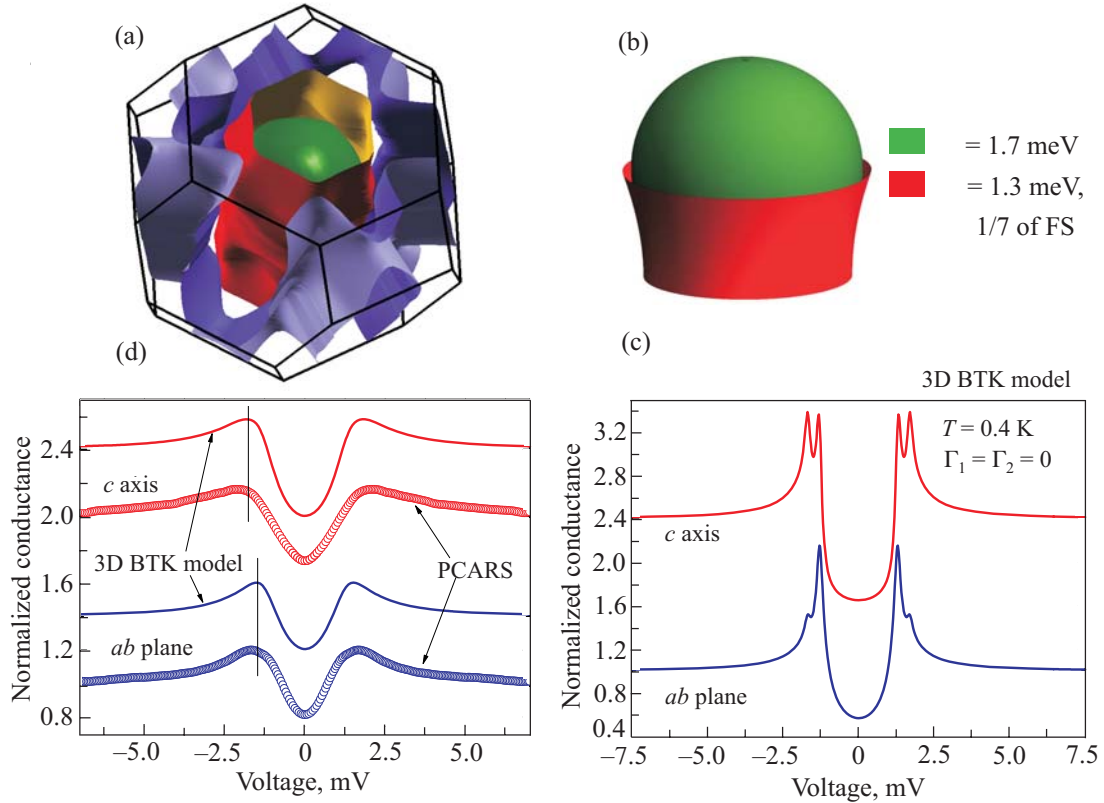 (a)
(b)
= 1.7 meV
= 1.3 meV,
1/7 of FS
(d)
Normalized conductance
2.4
2.0
1.6
1.2
0.8
c axis
3D BTK model
PCARS
ab plane
−5.0
−2.5
0
2.5
5.0
Voltage, mV
(c)
3D BTK model
T = 0.4 K
Γ1 = Γ2 = 0
Normalized conductance
3.2
2.8
2.4
2.0
1.6
1.2
0.8
0.4
c axis
ab plane
−7.5
−5.0
−2.5
0
2.5
5.0
7.5
Voltage, mV